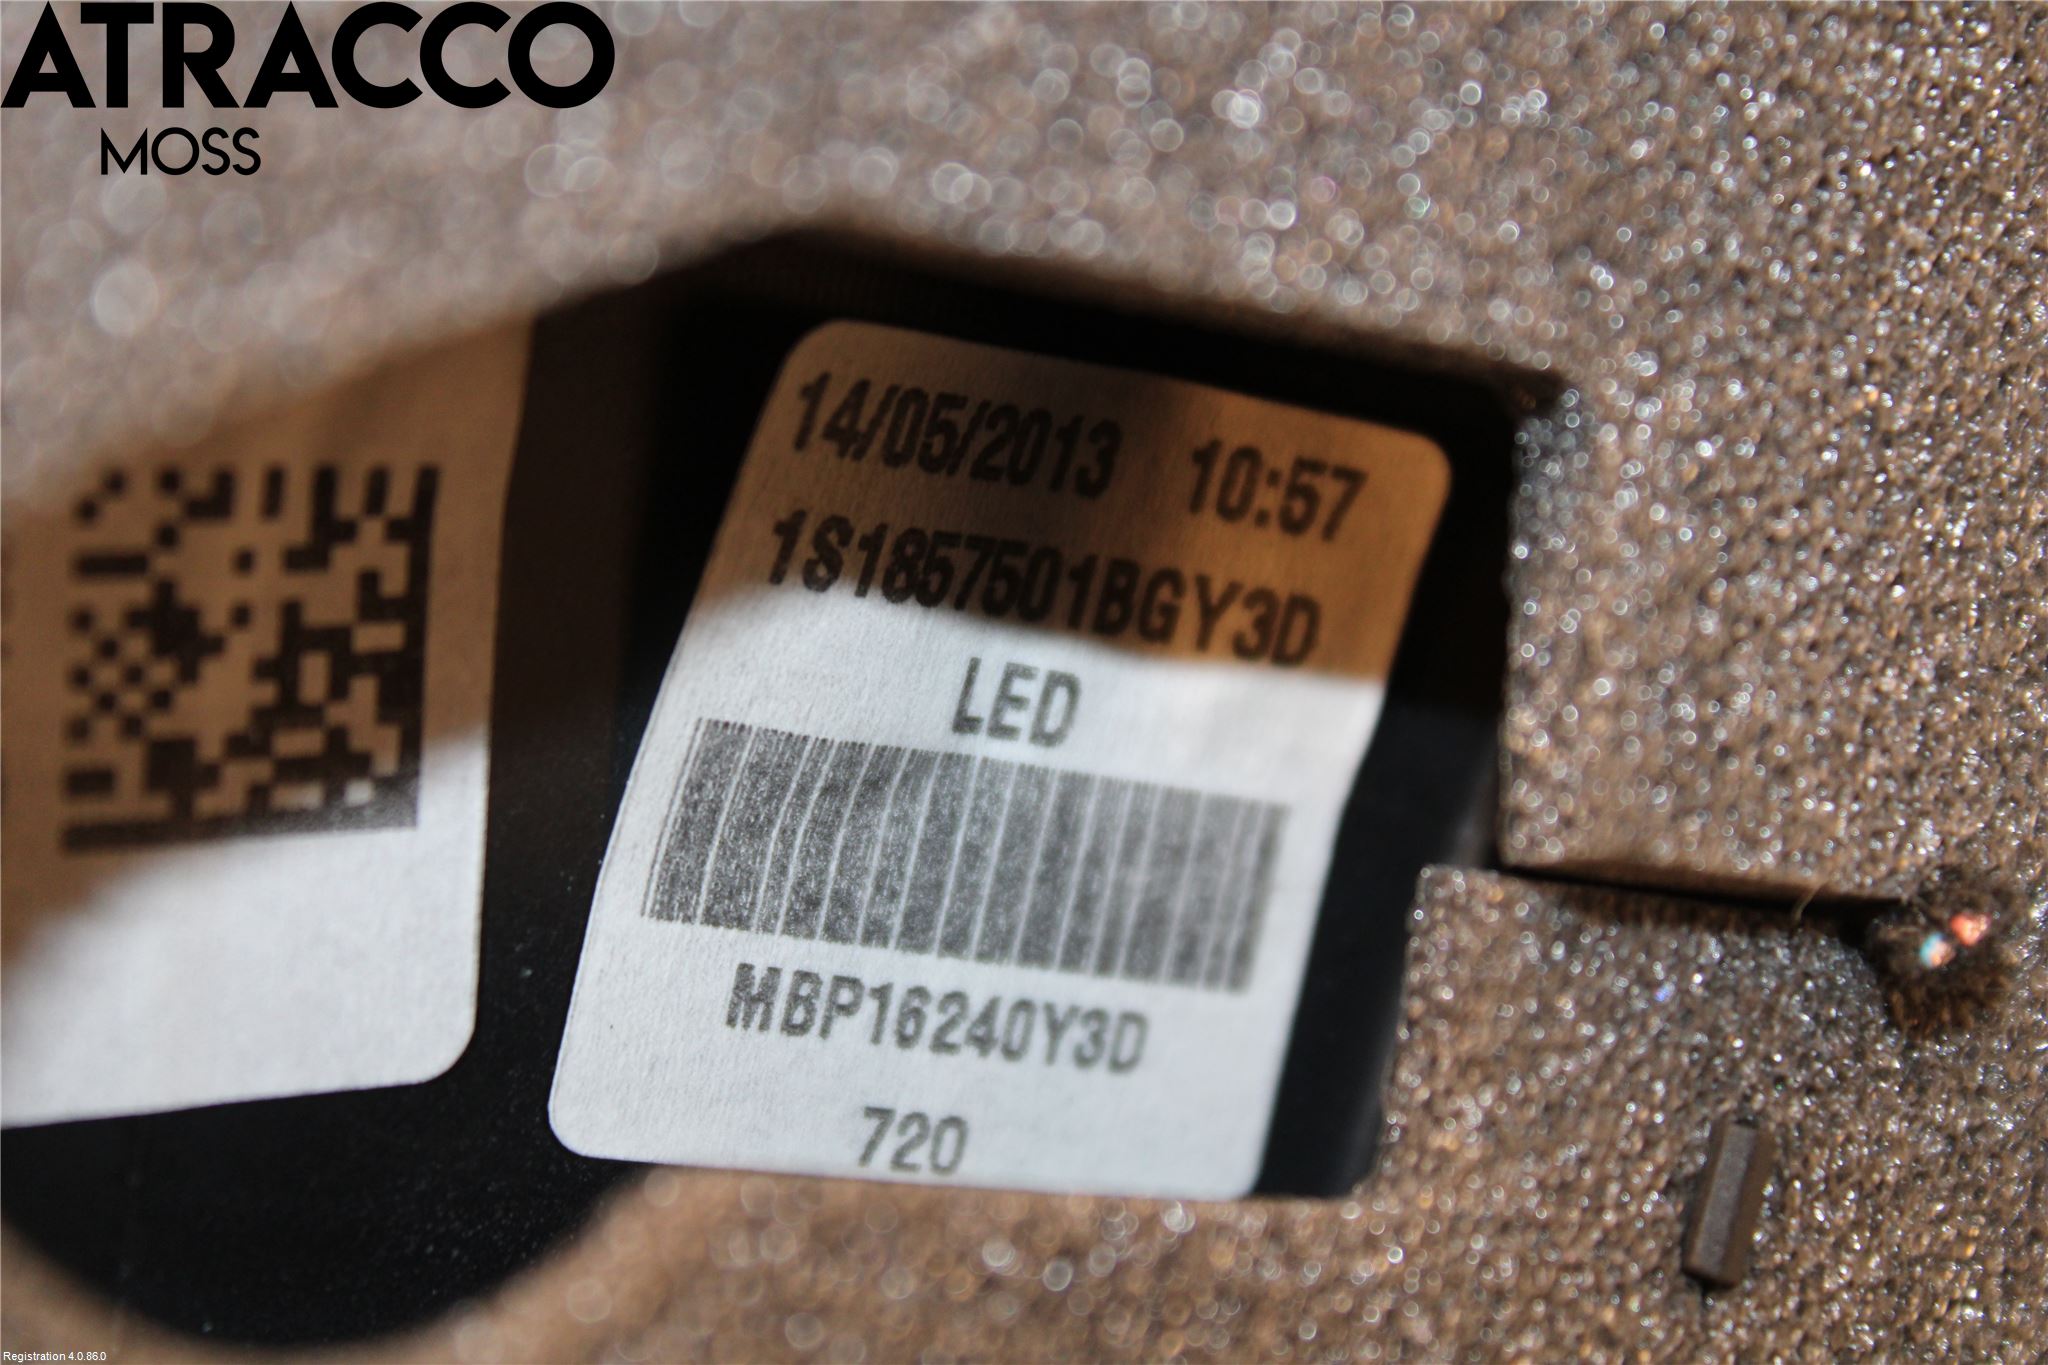 ATRACCO
MOSS
14/05/2013 10:57
1S1857501BGY3D
LED
MBP16240Y3D
720
Registration 4.0.86.0